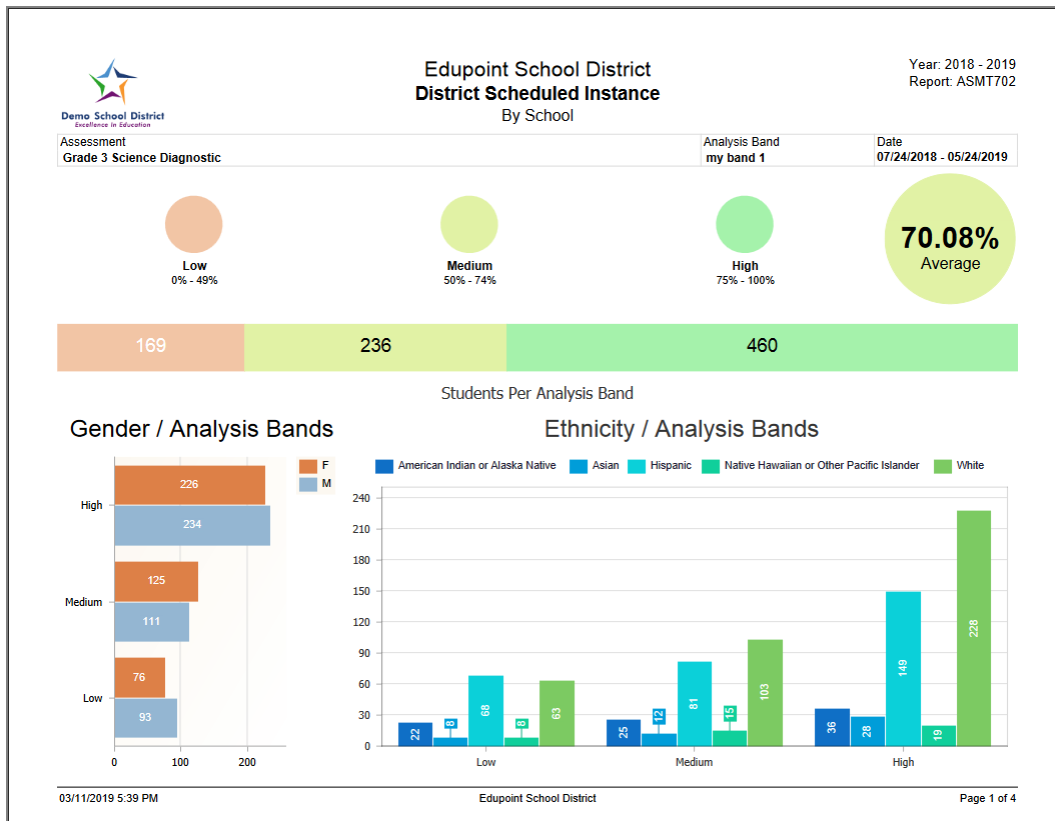 Demo School District
Excellence in Education
Edupoint School District
District Scheduled Instance
By School
Year: 2018 - 2019
Report: ASMT702
Assessment
Grade 3 Science Diagnostic
Analysis Band
my band 1
Date
07/24/2018 - 05/24/2019
Low
0% - 49%
Medium
50% - 74%
High
75% - 100%
70.08%
Average
169 236 460
Students Per Analysis Band
Gender / Analysis Bands
F
M
High
226
234
Medium
125
111
Low
76
93
0 100 200
Ethnicity / Analysis Bands
American Indian or Alaska Native Asian Hispanic Native Hawaiian or Other Pacific Islander White
240
210
180
150
120
90
60
30
0
22 8 68 8 63
25 12 81 15 103
36 28 149 19 228
Low Medium High
03/11/2019 5:39 PM
Edupoint School District
Page 1 of 4